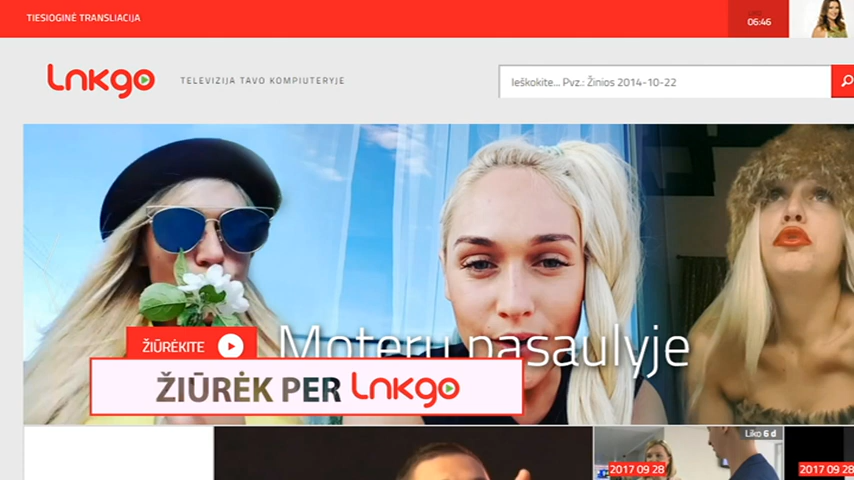 TIESIOGINĖ TRANSLIACIJA
06:46
Lnkgo
TELEVIZIJA TAVO KOMPIUTERYJE
Ieškokite... Pvz.: Žinios 2014-10-22
ŽIŪRĖKITE
Moterų pasaulyje
ŽIŪRĖK PER Lnkgo
Liko 6 d
2017 09 28
2017 09 28